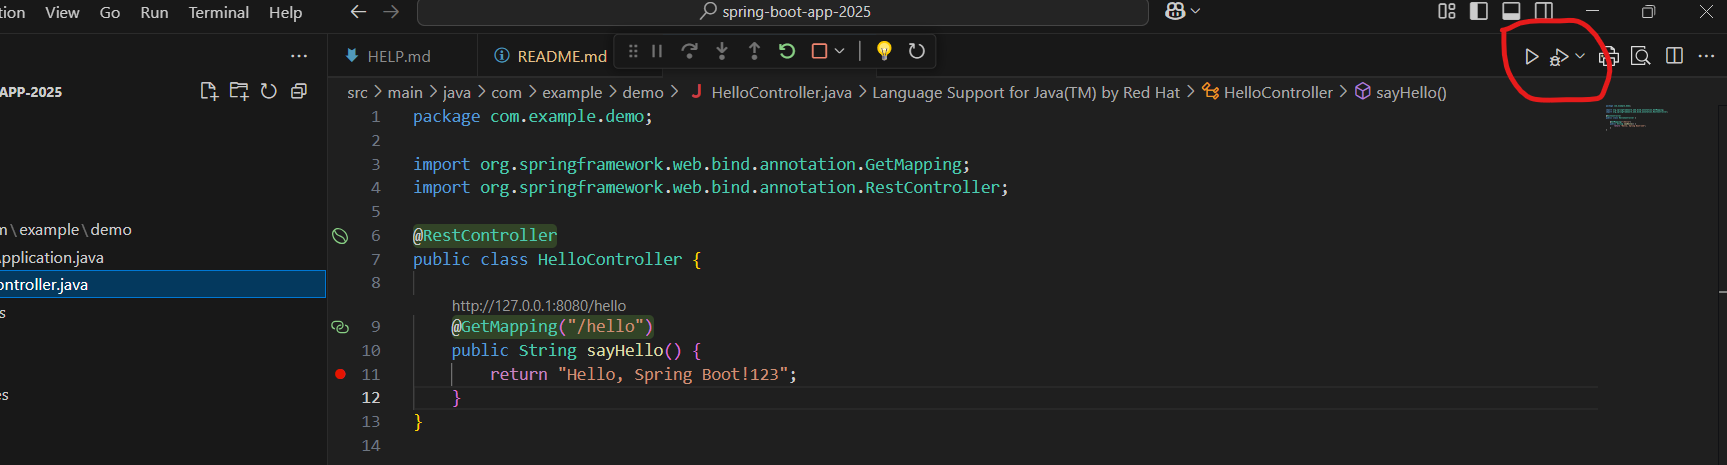 tion View Go Run Terminal Help spring-boot-app-2025
HELP.md README.md
APP-2025
src > main > java > com > example > demo > J HelloController.java > Language Support for Java(TM) by Red Hat > HelloController > sayHello()
1 package com.example.demo;
2
3 import org.springframework.web.bind.annotation.GetMapping;
4 import org.springframework.web.bind.annotation.RestController;
5
m\example\demo
6 @RestController
pplication.java
7 public class HelloController {
ontroller.java
8
s
http://127.0.0.1:8080/hello
9 @GetMapping("/hello")
10 public String sayHello() {
11 return "Hello, Spring Boot!123";
es
12 }
13 }
14